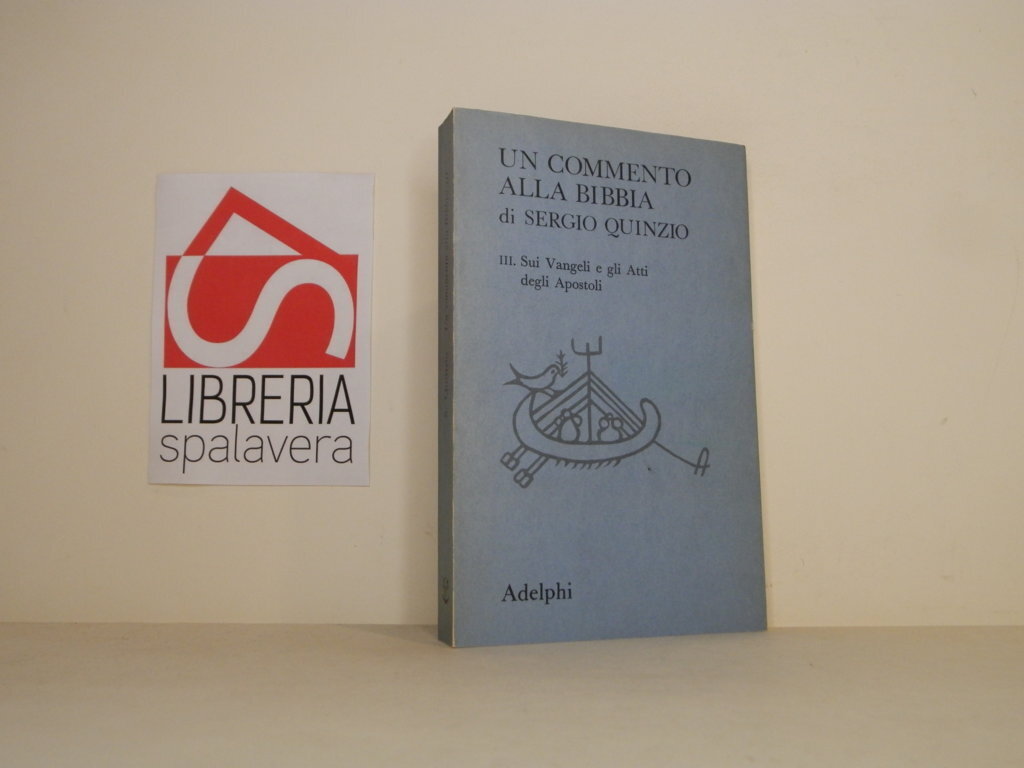 LIBRERIA
spalavera
UN COMMENTO
ALLA BIBBIA
di SERGIO QUINZIO
III. Sui Vangeli e gli Atti
degli Apostoli
Adelphi